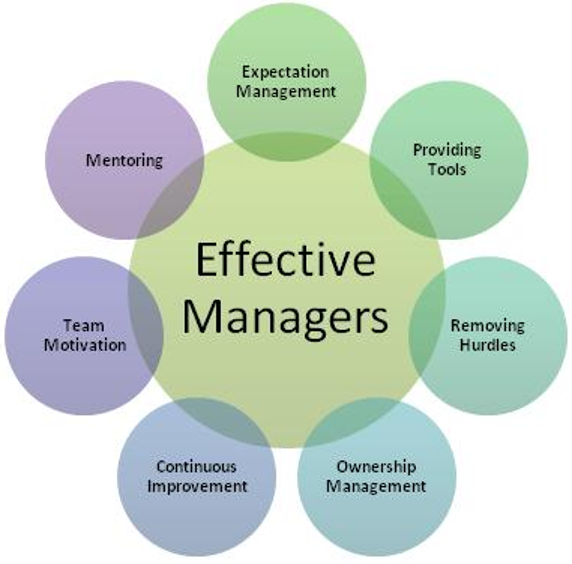 Expectation
Management
Providing
Tools
Removing
Hurdles
Ownership
Management
Continuous
Improvement
Team
Motivation
Mentoring
Effective
Managers